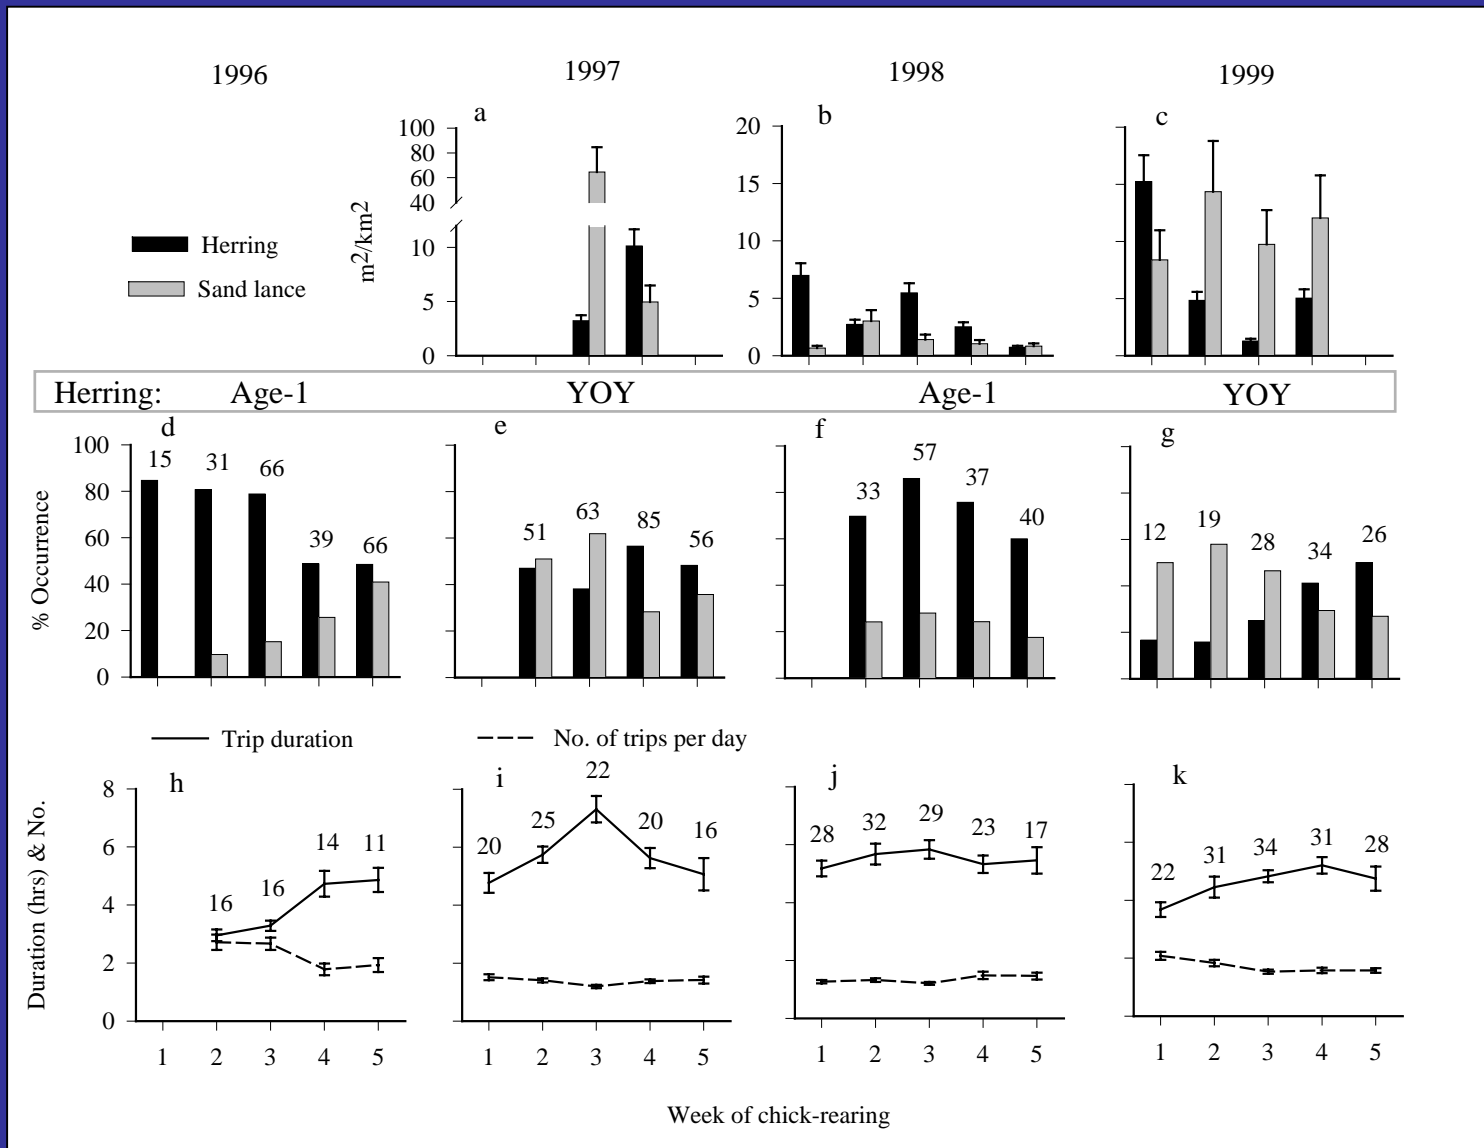 1996 1997 1998 1999
a b c
100
80
60
40
10
5
0
m2/km2
20
15
10
5
0
Herring
Sand lance
Herring: Age-1 YOY Age-1 YOY
d e f g
100
80
60
40
20
0
% Occurrence
15 31 66 39 66
51 63 85 56
33 57 37 40
12 19 28 34 26
Trip duration No. of trips per day
h i j k
8
6
4
2
0
Duration (hrs) & No.
16 16 14 11
20 25 22 20 16
28 32 29 23 17
22 31 34 31 28
1 2 3 4 5 1 2 3 4 5 1 2 3 4 5 1 2 3 4 5
Week of chick-rearing